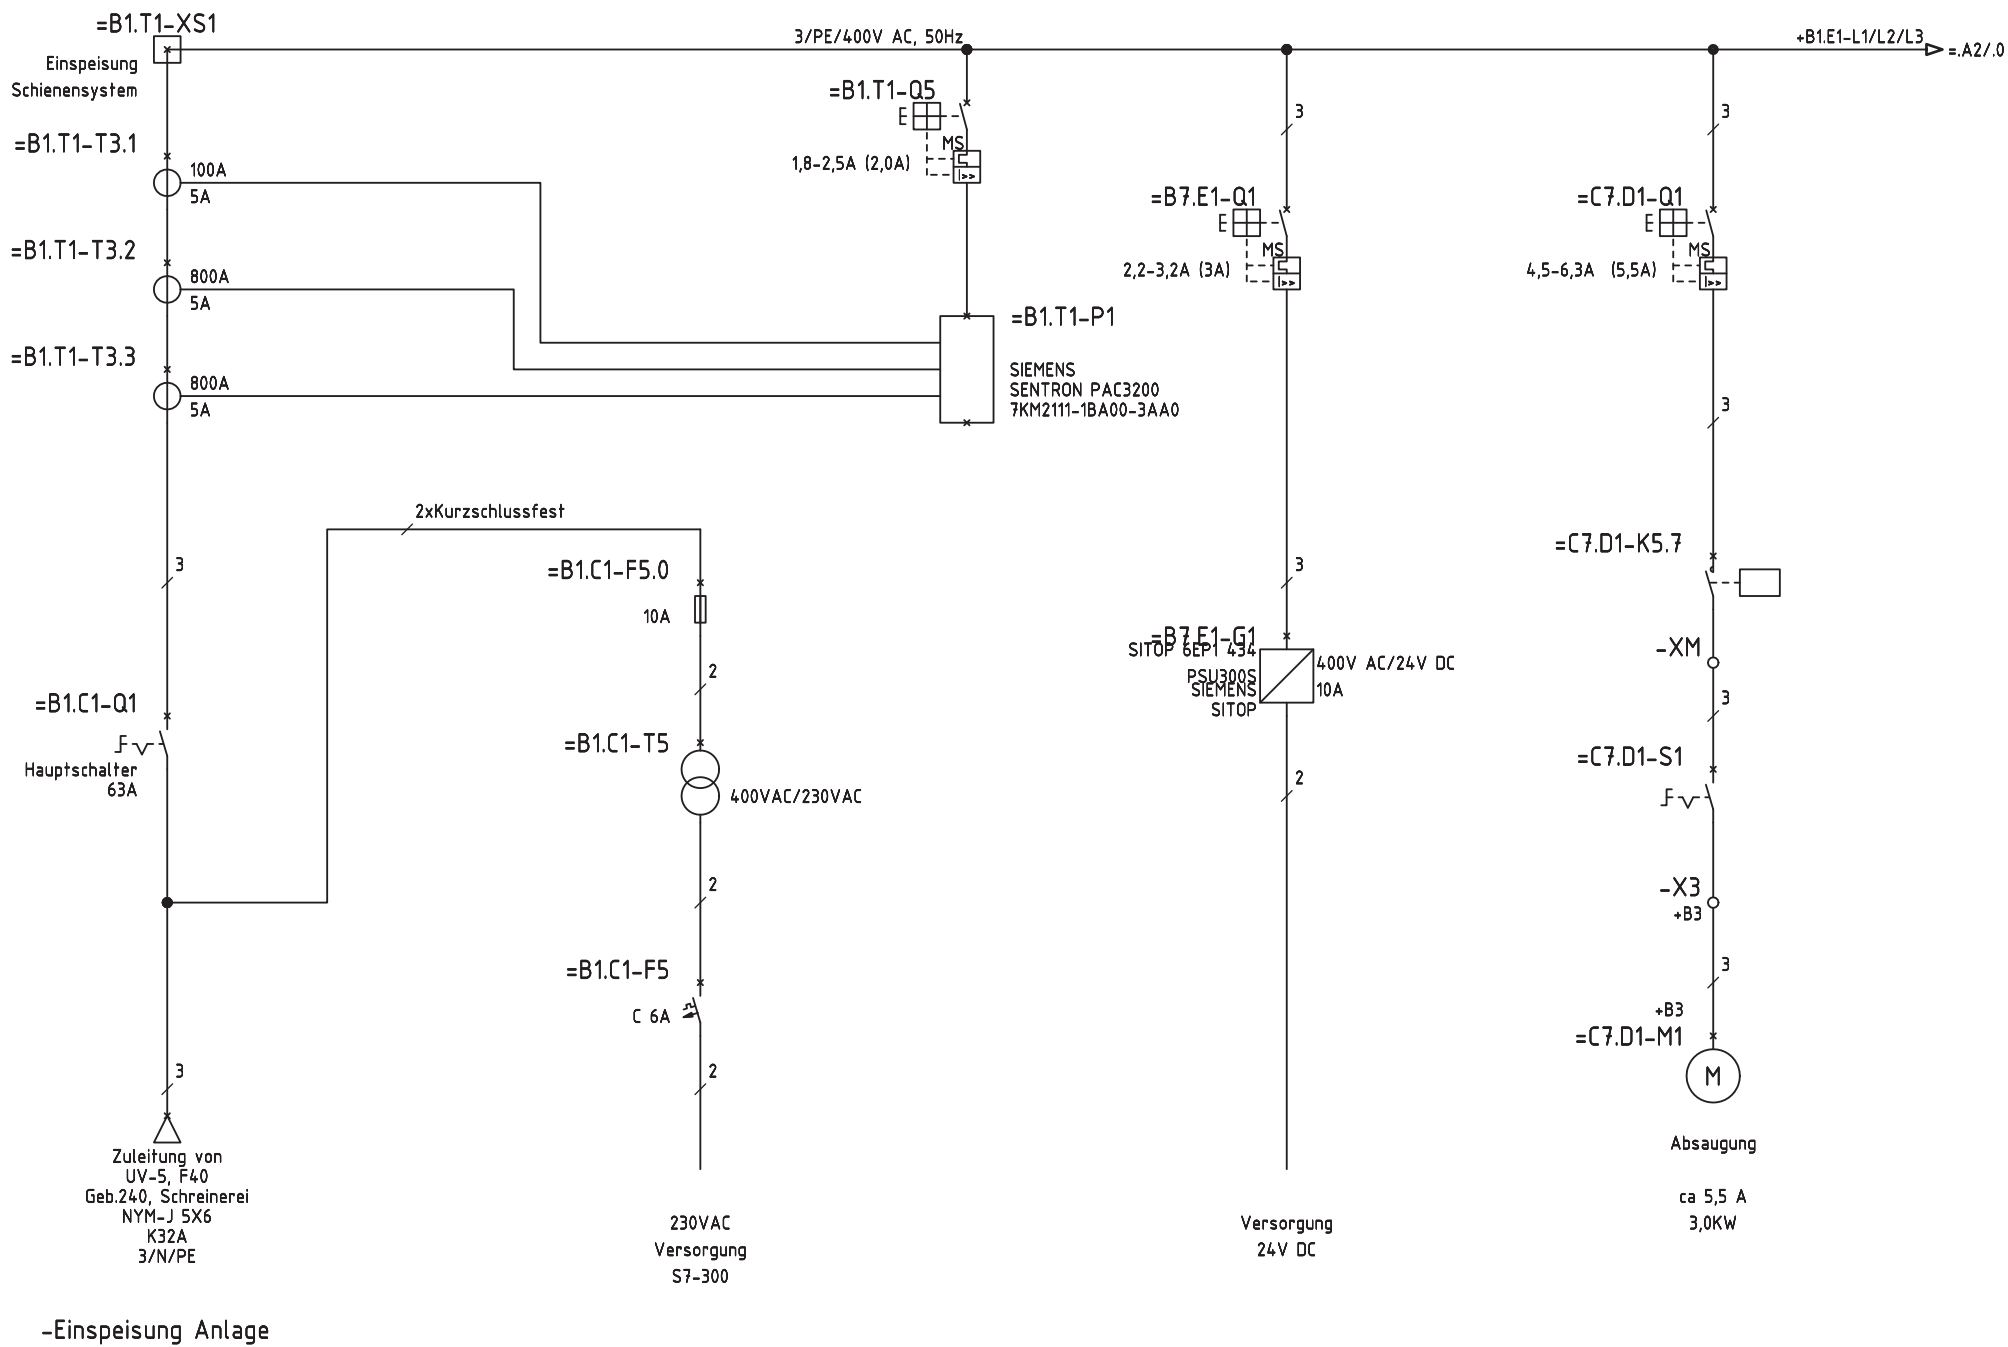 =B1.T1-XS1
Einspeisung
Schienensystem
3/PE/400V AC, 50Hz
+B1.E1-L1/L2/L3
=.A2/.0
=B1.T1-T3.1
100A
5A
=B1.T1-T3.2
800A
5A
=B1.T1-T3.3
800A
5A
=B1.T1-Q5
E
MS
1,8-2,5A (2,0A)
I>>
=B1.T1-P1
SIEMENS
SENTRON PAC3200
7KM2111-1BA00-3AA0
3
=B7.E1-Q1
E
MS
2,2-3,2A (3A)
I>>
3
=C7.D1-Q1
E
MS
4,5-6,3A (5,5A)
I>>
3
2xKurzschlussfest
3
=B1.C1-F5.0
10A
2
=B1.C1-Q1
Hauptschalter
63A
=B1.C1-T5
400VAC/230VAC
2
=B1.C1-F5
C 6A
2
3
=B7.E1-G1
SITOP 6EP1 434
PSU300S
SIEMENS
SITOP
400V AC/24V DC
10A
2
3
=C7.D1-K5.7
-XM
3
=C7.D1-S1
-X3
+B3
3
+B3
=C7.D1-M1
M
Absaugung
ca 5,5 A
3,0KW
3
Zuleitung von
UV-5, F40
Geb.240, Schreinerei
NYM-J 5X6
K32A
3/N/PE
230VAC
Versorgung
S7-300
Versorgung
24V DC
-Einspeisung Anlage